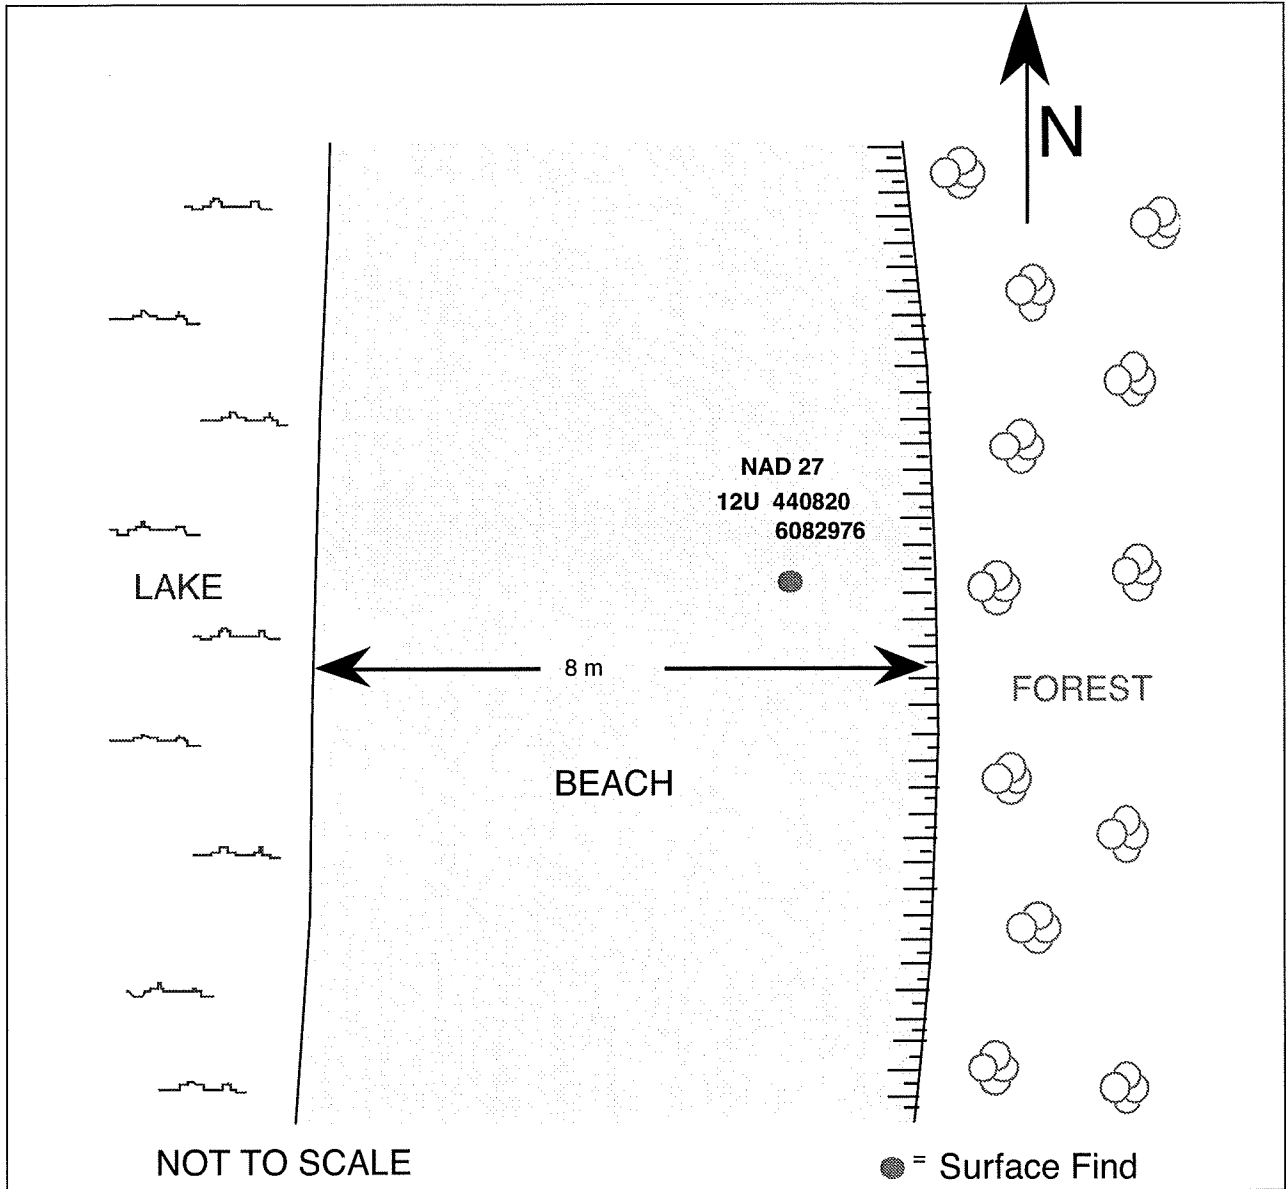 N
NAD 27
12U 440820
6082976
LAKE
8 m
FOREST
BEACH
NOT TO SCALE
= Surface Find